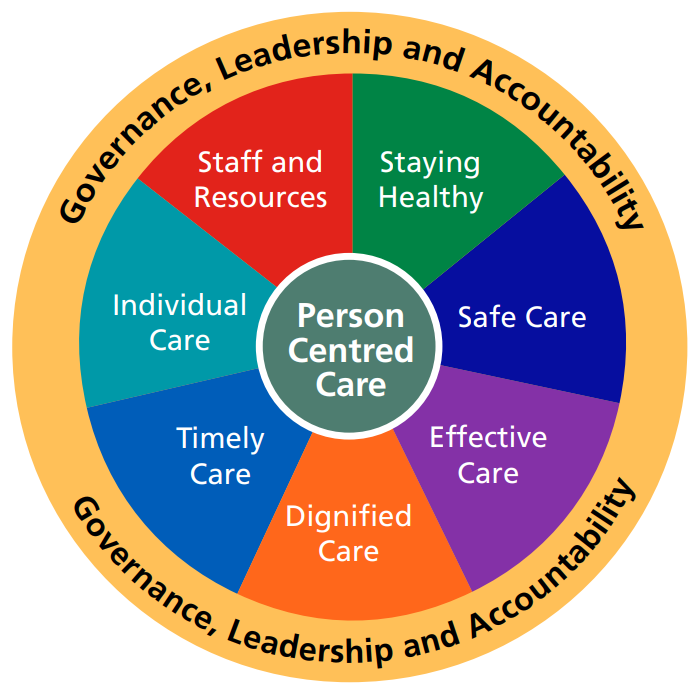 Governance, Leadership and Accountability
Staff and
Resources
Staying
Healthy
Individual
Care
Person
Centred
Care
Safe Care
Timely
Care
Effective
Care
Dignified
Care
Governance, Leadership and Accountability